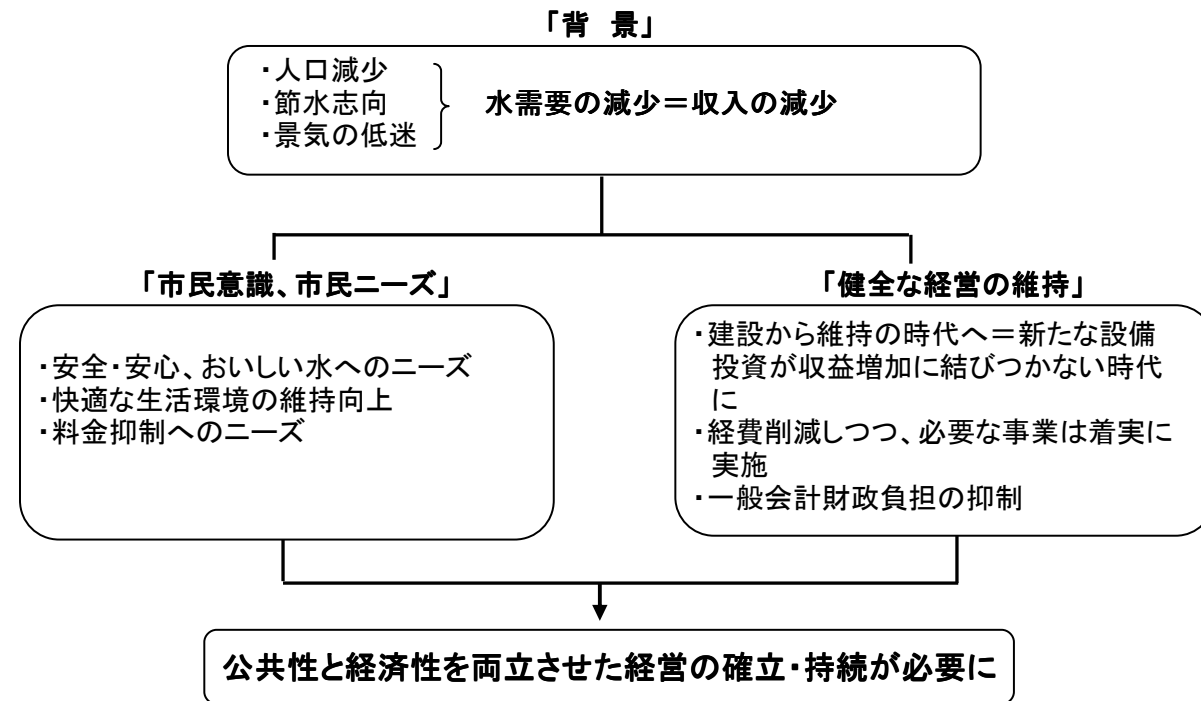 「背 景」
・人口減少
・節水志向
・景気の低迷
水需要の減少＝収入の減少
「市民意識、市民ニーズ」
・安全・安心、おいしい水へのニーズ
・快適な生活環境の維持向上
・料金抑制へのニーズ
「健全な経営の維持」
・建設から維持の時代へ＝新たな設備
投資が収益増加に結びつかない時代
に
・経費削減しつつ、必要な事業は着実に
実施
・一般会計財政負担の抑制
公共性と経済性を両立させた経営の確立・持続が必要に